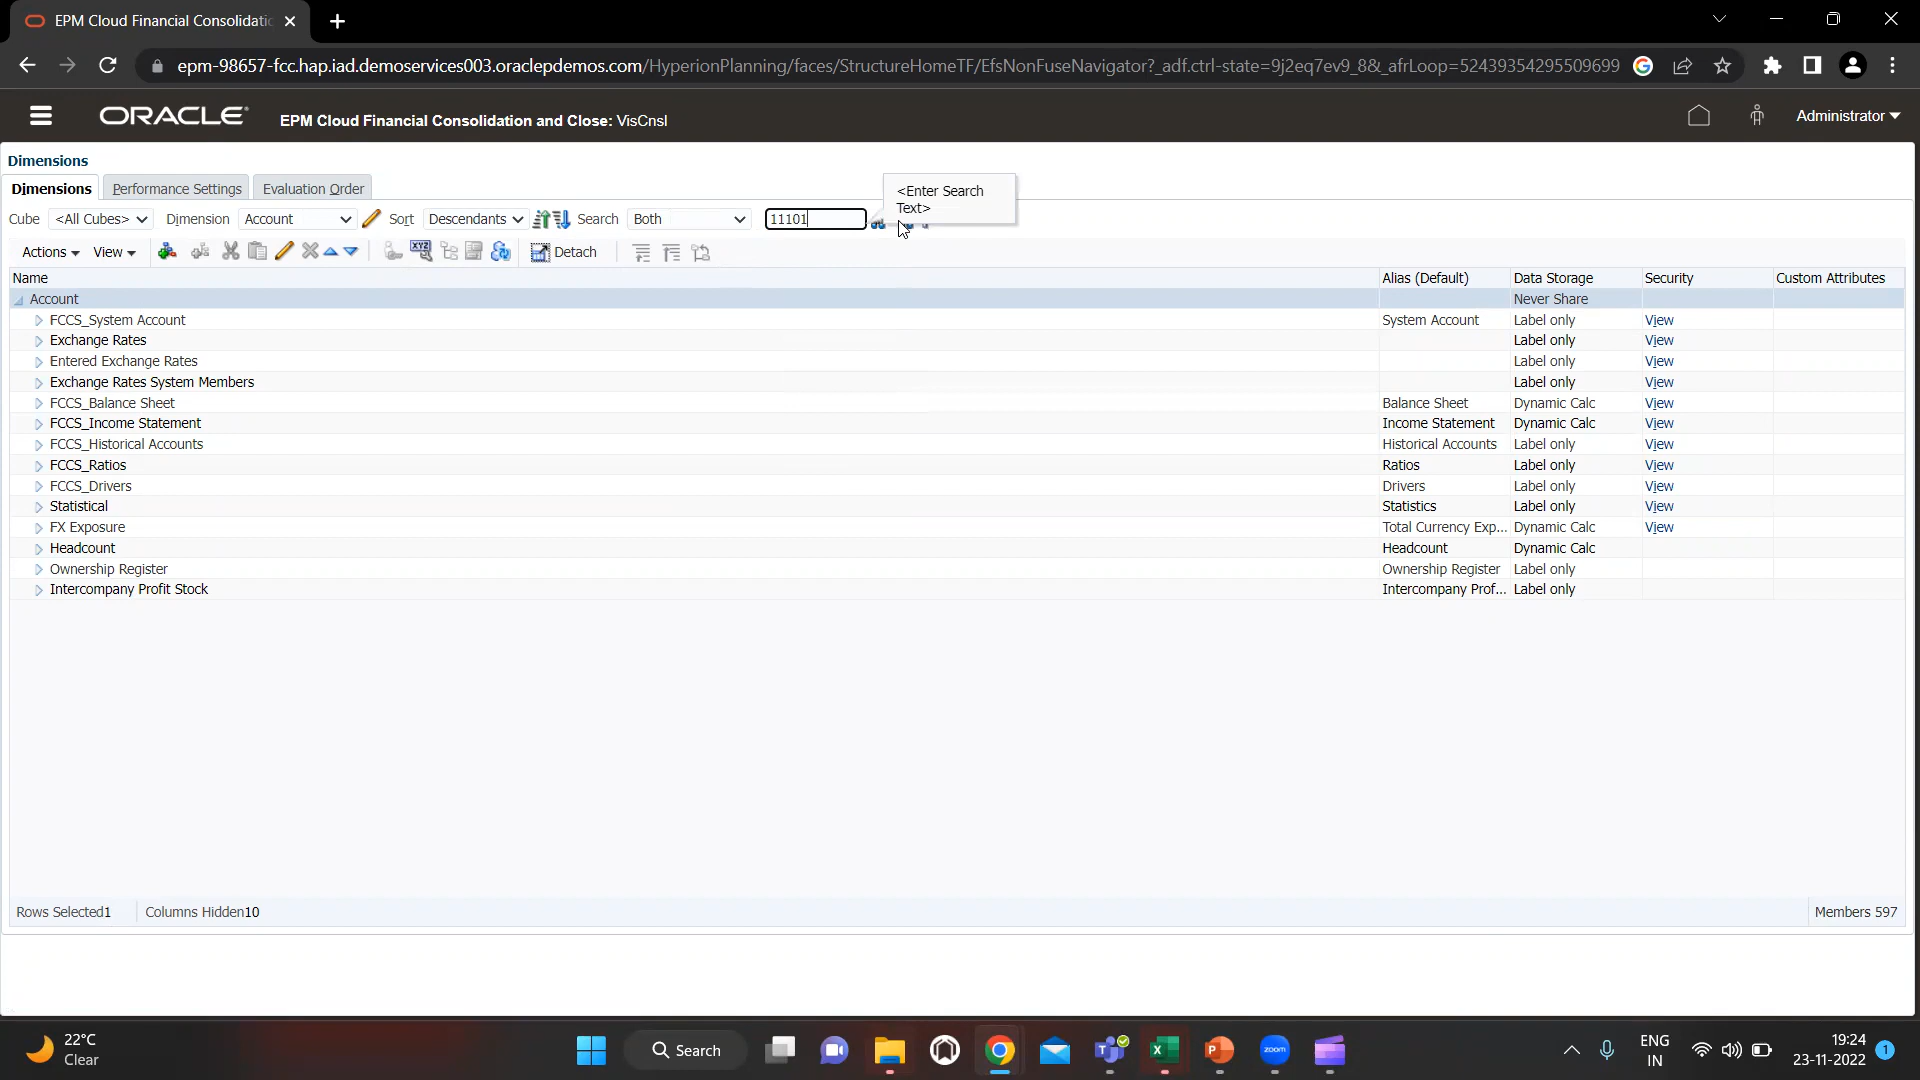 EPM Cloud Financial Consolidatio
epm-98657-fcc.hap.iad.demoservices003.oraclepdemos.com/HyperionPlanning/faces/StructureHomeTF/EfsNonFuseNavigator?_adf.ctrl-state=9j2eq7ev9_8&_afrLoop=52439354295509699
ORACLE EPM Cloud Financial Consolidation and Close: VisCnsl Administrator
Dimensions
Dimensions Performance Settings Evaluation Order
<Enter Search
Text>
Cube <All Cubes> Dimension Account Sort Descendants Search Both 11101
Actions View XYZ Detach
Name Alias (Default) Data Storage Security Custom Attributes
Account Never Share
FCCS_System Account System Account Label only View
Exchange Rates Label only View
Entered Exchange Rates Label only View
Exchange Rates System Members Label only View
FCCS_Balance Sheet Balance Sheet Dynamic Calc View
FCCS_Income Statement Income Statement Dynamic Calc View
FCCS_Historical Accounts Historical Accounts Label only View
FCCS_Ratios Ratios Label only View
FCCS_Drivers Drivers Label only View
Statistical Statistics Label only View
FX Exposure Total Currency Exp... Dynamic Calc View
Headcount Headcount Dynamic Calc
Ownership Register Ownership Register Label only
Intercompany Profit Stock Intercompany Prof... Label only
Rows Selected1 Columns Hidden10 Members 597
22°C
Clear
Search
zoom
ENG
IN
19:24
23-11-2022
1